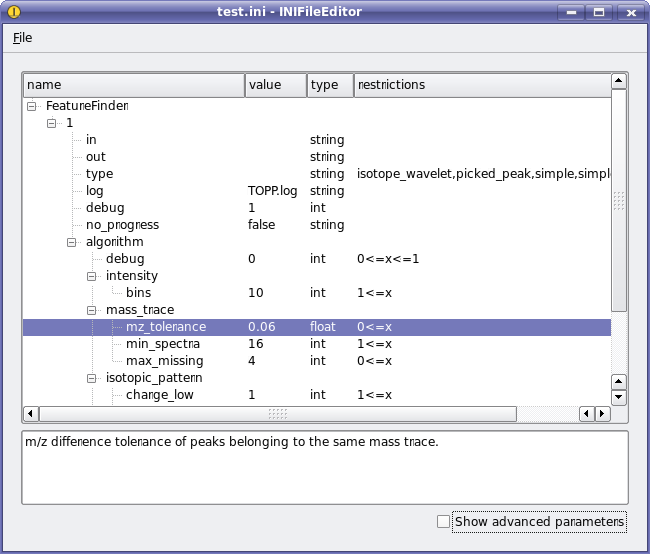 test.ini - INIFileEditor
File
name value type restrictions
FeatureFinder
1
in string
out string
type string isotope_wavelet,picked_peak,simple,simpl
log TOPP.log string
debug 1 int
no_progress false string
algorithm
debug 0 int 0<=x<=1
intensity
bins 10 int 1<=x
mass_trace
mz_tolerance 0.06 float 0<=x
min_spectra 16 int 1<=x
max_missing 4 int 0<=x
isotopic_pattern
charge_low 1 int 1<=x
m/z difference tolerance of peaks belonging to the same mass trace.
Show advanced parameters